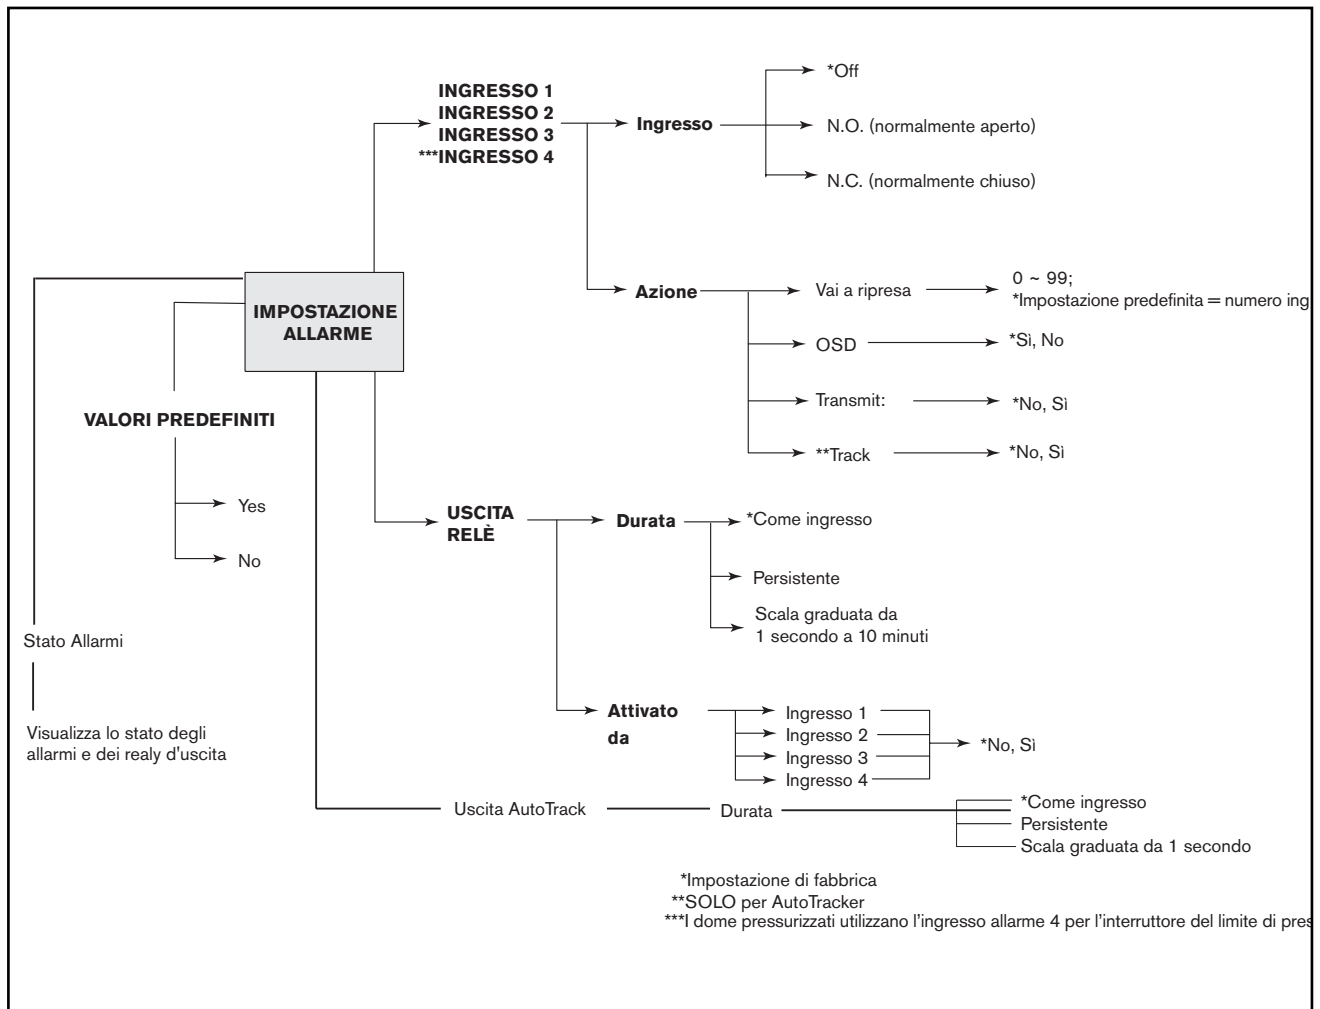 INGRESSO 1
INGRESSO 2
INGRESSO 3
***INGRESSO 4
Ingresso
*Off
N.O. (normalmente aperto)
N.C. (normalmente chiuso)
Azione
Vai a ripresa
0 ~ 99;
*Impostazione predefinita = numero ing
OSD
*Sì, No
Transmit:
*No, Sì
**Track
*No, Sì
IMPOSTAZIONE
ALLARME
VALORI PREDEFINITI
Yes
No
USCITA
RELÈ
Durata
*Come ingresso
Persistente
Scala graduata da
1 secondo a 10 minuti
Stato Allarmi
Visualizza lo stato degli
allarmi e dei realy d'uscita
Attivato
da
Ingresso 1
Ingresso 2
Ingresso 3
Ingresso 4
*No, Sì
Uscita AutoTrack
Durata
*Come ingresso
Persistente
Scala graduata da 1 secondo
*Impostazione di fabbrica
**SOLO per AutoTracker
***I dome pressurizzati utilizzano l'ingresso allarme 4 per l'interruttore del limite di pres